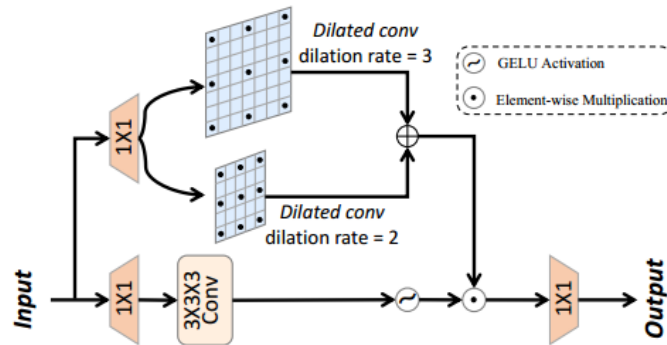 Dilated conv
dilation rate = 3
GELU Activation
Element-wise Multiplication
1X1
Dilated conv
dilation rate = 2
Input
1X1
3X3X3
Conv
1X1
Output